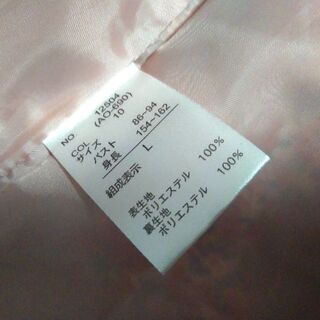 NO. 12504
(AO-690)
COL 10
サイズ
バスト 86~94
身長 154~162
L
組成表示
表生地
ポリエステル 100%
裏生地
ポリエステル 100%